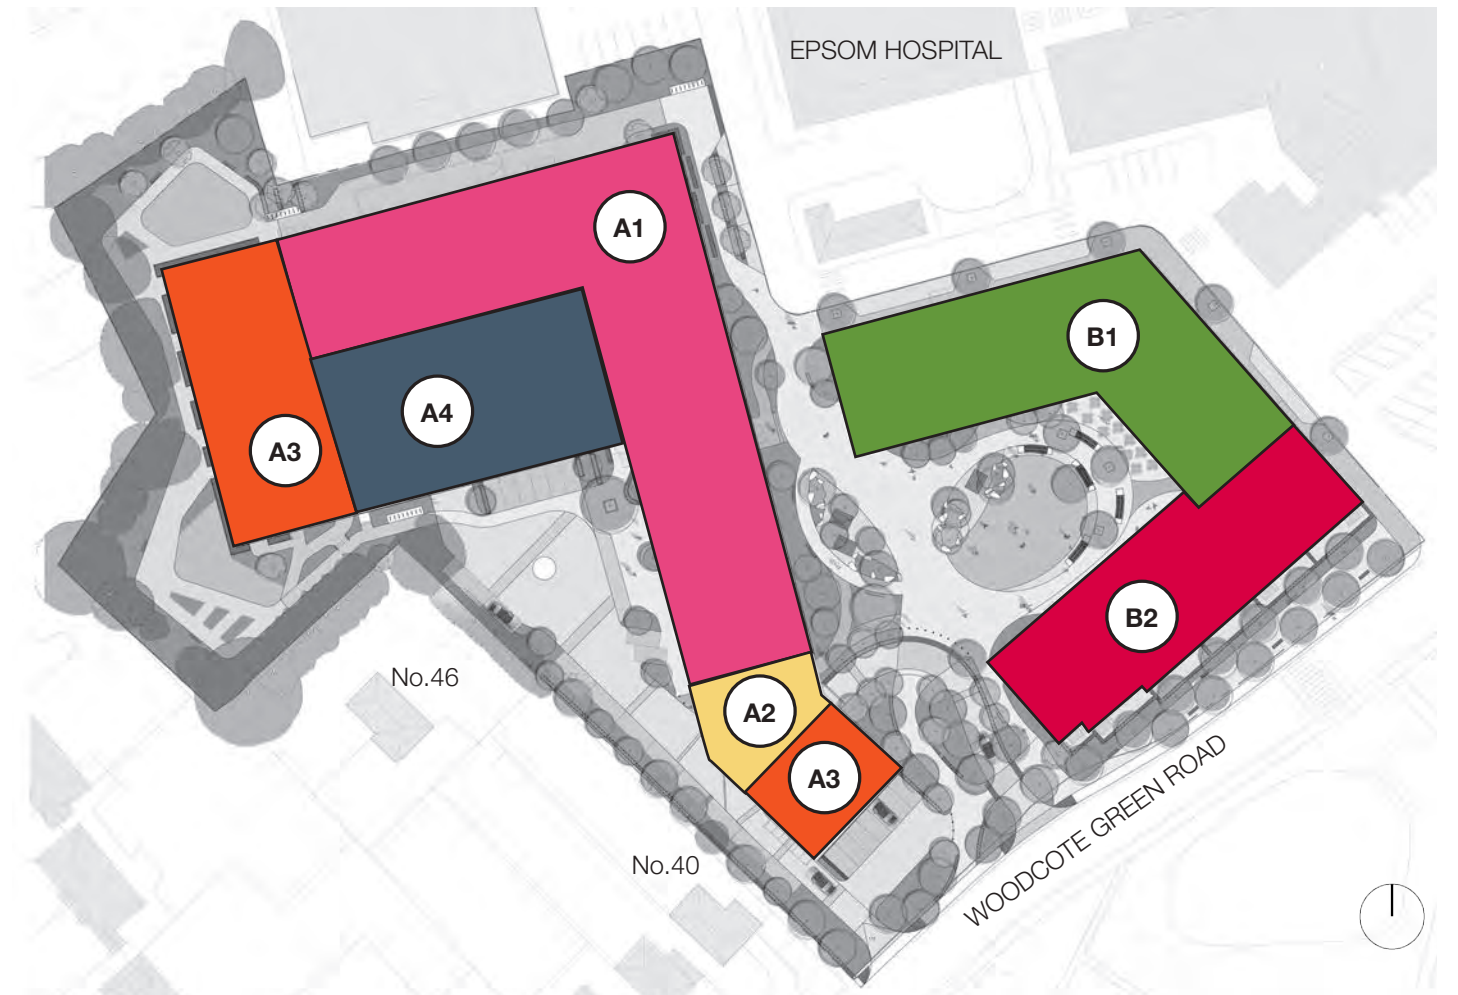 EPSOM HOSPITAL
A1
B1
A4
A3
B2
No.46
A2
WOODCOTE GREEN ROAD
A3
No.40